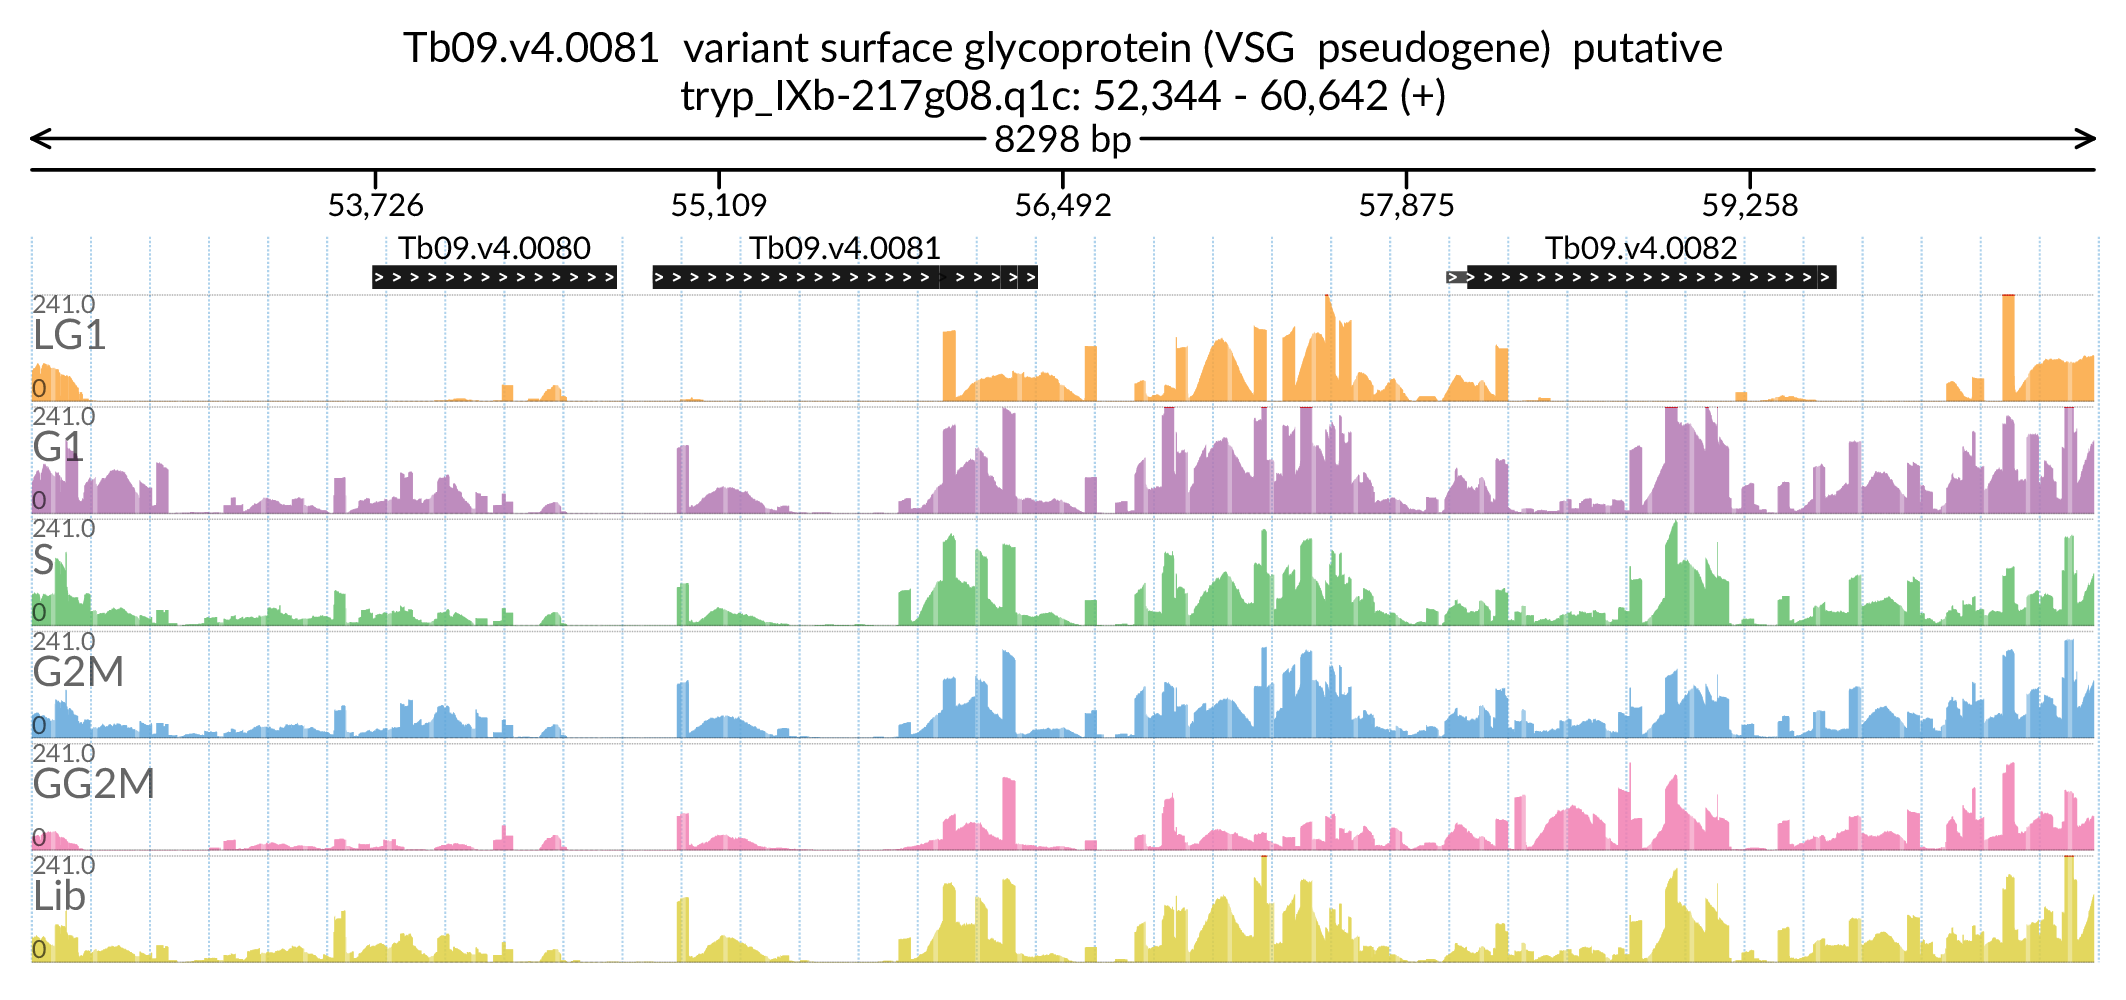 Tb09.v4.0081 variant surface glycoprotein (VSG pseudogene) putative
tryp_IXb-217g08.q1c: 52,344 - 60,642 (+)
8298 bp
53,726 55,109 56,492 57,875 59,258
Tb09.v4.0080 Tb09.v4.0081 Tb09.v4.0082
241.0
LG1
0
241.0
G1
0
241.0
S
0
241.0
G2M
0
241.0
GG2M
0
241.0
Lib
0